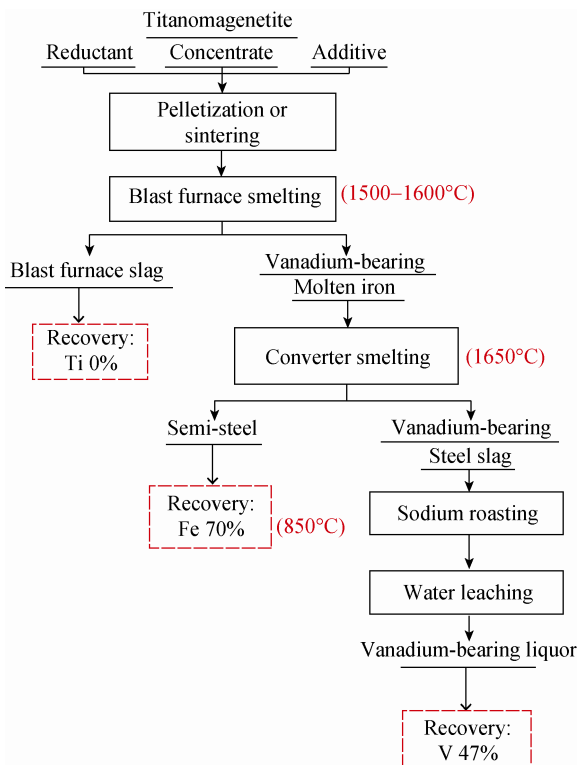 Titanomagnetite
Reductant Concentrate Additive
Pelletization or
sintering
Blast furnace smelting (1500–1600°C)
Blast furnace slag
Vanadium-bearing
Molten iron
Recovery:
Ti 0%
Converter smelting (1650°C)
Semi-steel
Vanadium-bearing
Steel slag
Recovery:
Fe 70%
(850°C)
Sodium roasting
Water leaching
Vanadium-bearing liquor
Recovery:
V 47%